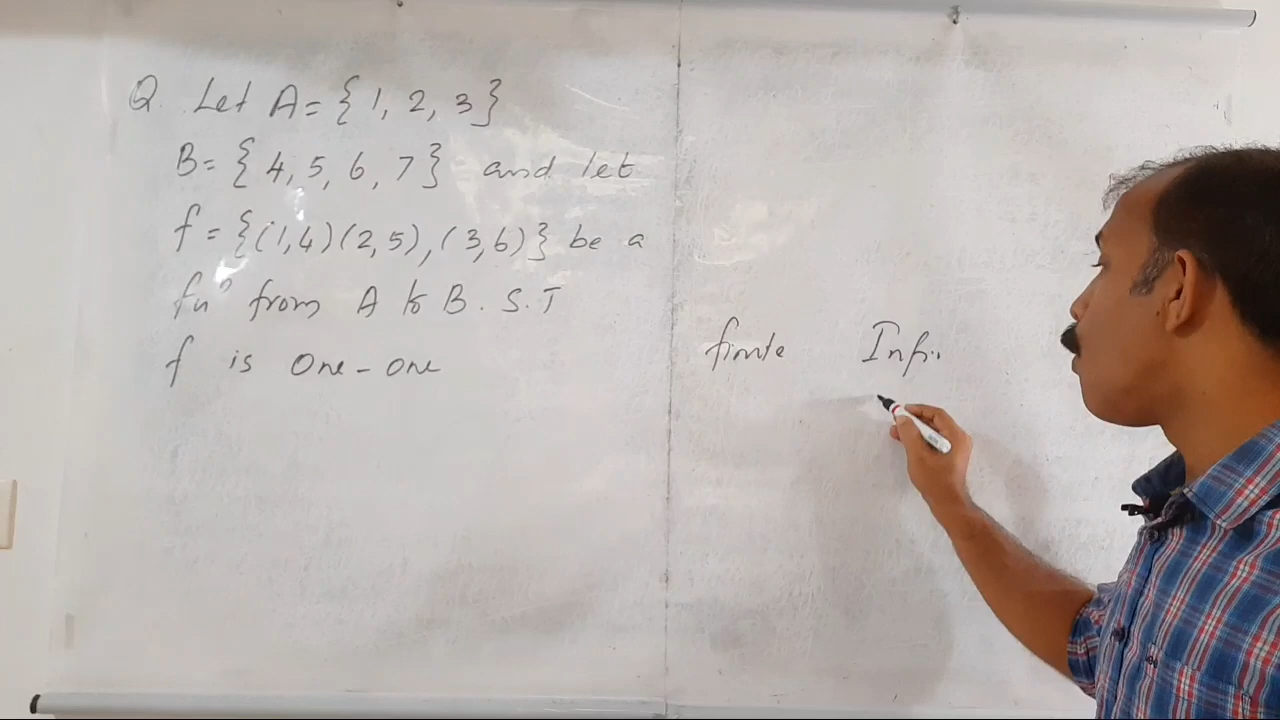 Q. Let A = {1, 2, 3}
B = {4, 5, 6, 7} and let
f = {(1,4)(2,5),(3,6)} be a
fnⁿ from A to B. S.T
f is one-one
finite Infi